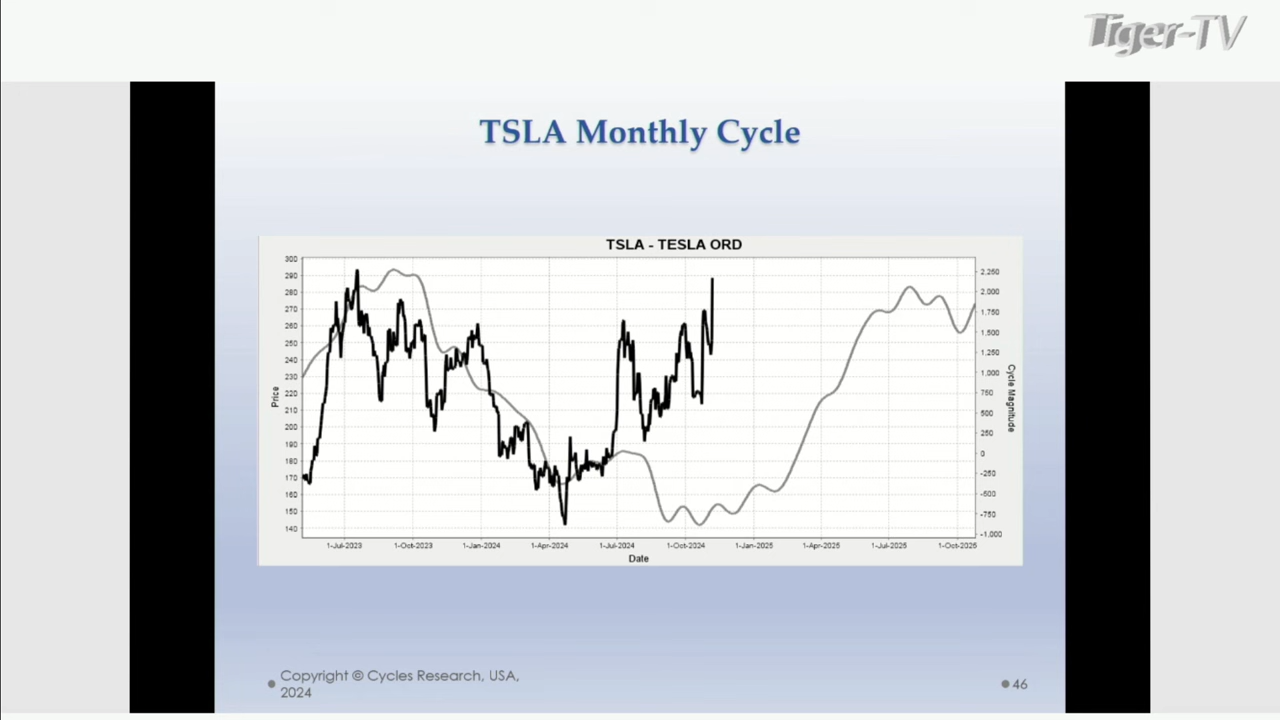 Tiger-TV
TSLA Monthly Cycle
TSLA - TESLA ORD
300
290
280
270
260
250
240
230
220
210
200
190
180
170
160
150
140
Price
2,250
2,000
1,750
1,500
1,250
1,000
750
500
250
0
-250
-500
-750
-1,000
Cycle Magnitude
1-Jul-2023
1-Oct-2023
1-Jan-2024
1-Apr-2024
1-Jul-2024
1-Oct-2024
1-Jan-2025
1-Apr-2025
1-Jul-2025
1-Oct-2025
Date
Copyright © Cycles Research, USA,
2024
46